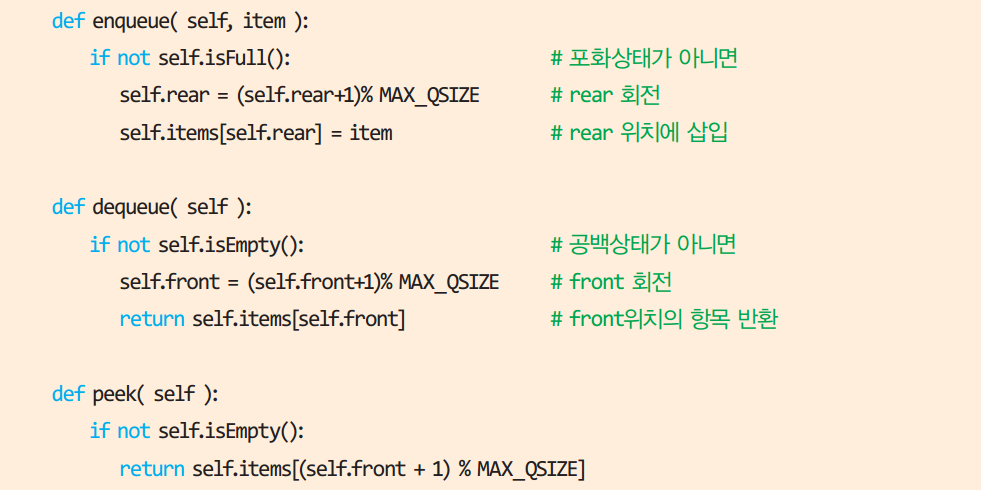 def enqueue( self, item ):
if not self.isFull(): # 포화상태가 아니면
self.rear = (self.rear+1)% MAX_QSIZE # rear 회전
self.items[self.rear] = item # rear 위치에 삽입
def dequeue( self ):
if not self.isEmpty(): # 공백상태가 아니면
self.front = (self.front+1)% MAX_QSIZE # front 회전
return self.items[self.front] # front위치의 항목 반환
def peek( self ):
if not self.isEmpty():
return self.items[(self.front + 1) % MAX_QSIZE]